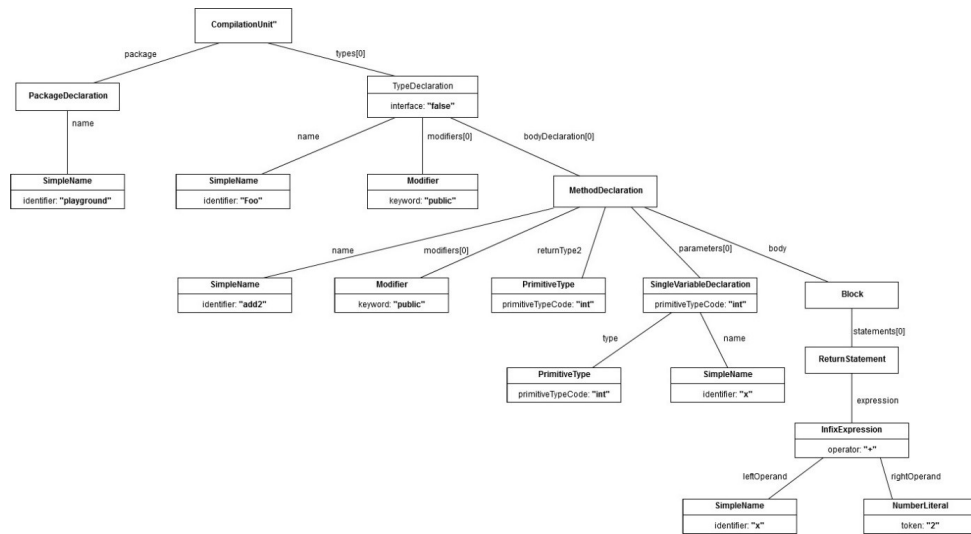 CompilationUnit"
package
types[0]
PackageDeclaration
TypeDeclaration
interface: "false"
name
name
modifiers[0]
bodyDeclaration[0]
SimpleName
identifier: "playground"
SimpleName
identifier: "Foo"
Modifier
keyword: "public"
MethodDeclaration
name
modifiers[0]
returnType2
parameters[0]
body
SimpleName
identifier: "add2"
Modifier
keyword: "public"
PrimitiveType
primitiveTypeCode: "int"
SingleVariableDeclaration
primitiveTypeCode: "int"
Block
statements[0]
type
name
ReturnStatement
PrimitiveType
primitiveTypeCode: "int"
SimpleName
identifier: "x"
expression
InfixExpression
operator: "+"
leftOperand
rightOperand
SimpleName
identifier: "x"
NumberLiteral
token: "2"